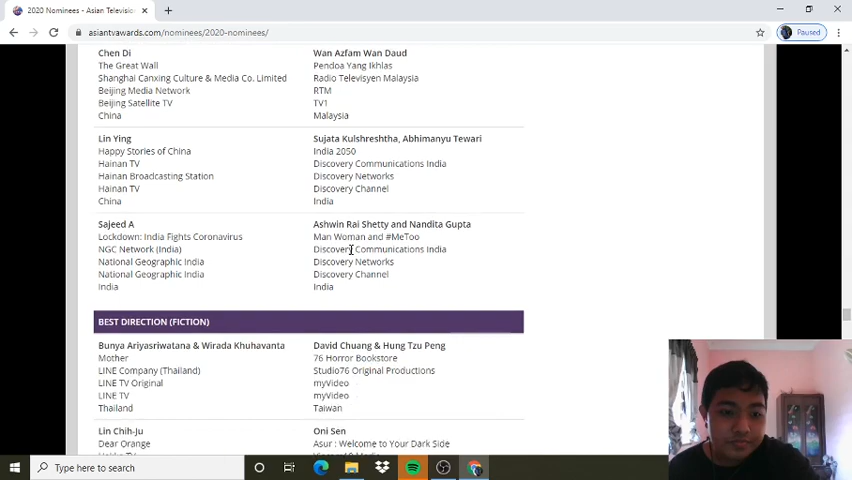 2020 Nominees - Asian Televisio
asiantvawards.com/nominees/2020-nominees/
Paused
Chen Di
The Great Wall
Shanghai Canxing Culture & Media Co. Limited
Beijing Media Network
Beijing Satellite TV
China
Wan Azfam Wan Daud
Pendoa Yang Ikhlas
Radio Televisyen Malaysia
RTM
TV1
Malaysia
Lin Ying
Happy Stories of China
Hainan TV
Hainan Broadcasting Station
Hainan TV
China
Sujata Kulshreshtha, Abhimanyu Tewari
India 2050
Discovery Communications India
Discovery Networks
Discovery Channel
India
Sajeed A
Lockdown: India Fights Coronavirus
NGC Network (India)
National Geographic India
National Geographic India
India
Ashwin Rai Shetty and Nandita Gupta
Man Woman and #MeToo
Discovery Communications India
Discovery Networks
Discovery Channel
India
BEST DIRECTION (FICTION)
Bunya Ariyasriwatana & Wirada Khuhavanta
Mother
LINE Company (Thailand)
LINE TV Original
LINE TV
Thailand
David Chuang & Hung Tzu Peng
76 Horror Bookstore
Studio76 Original Productions
myVideo
myVideo
Taiwan
Lin Chih-Ju
Dear Orange
Oni Sen
Asur : Welcome to Your Dark Side
Type here to search